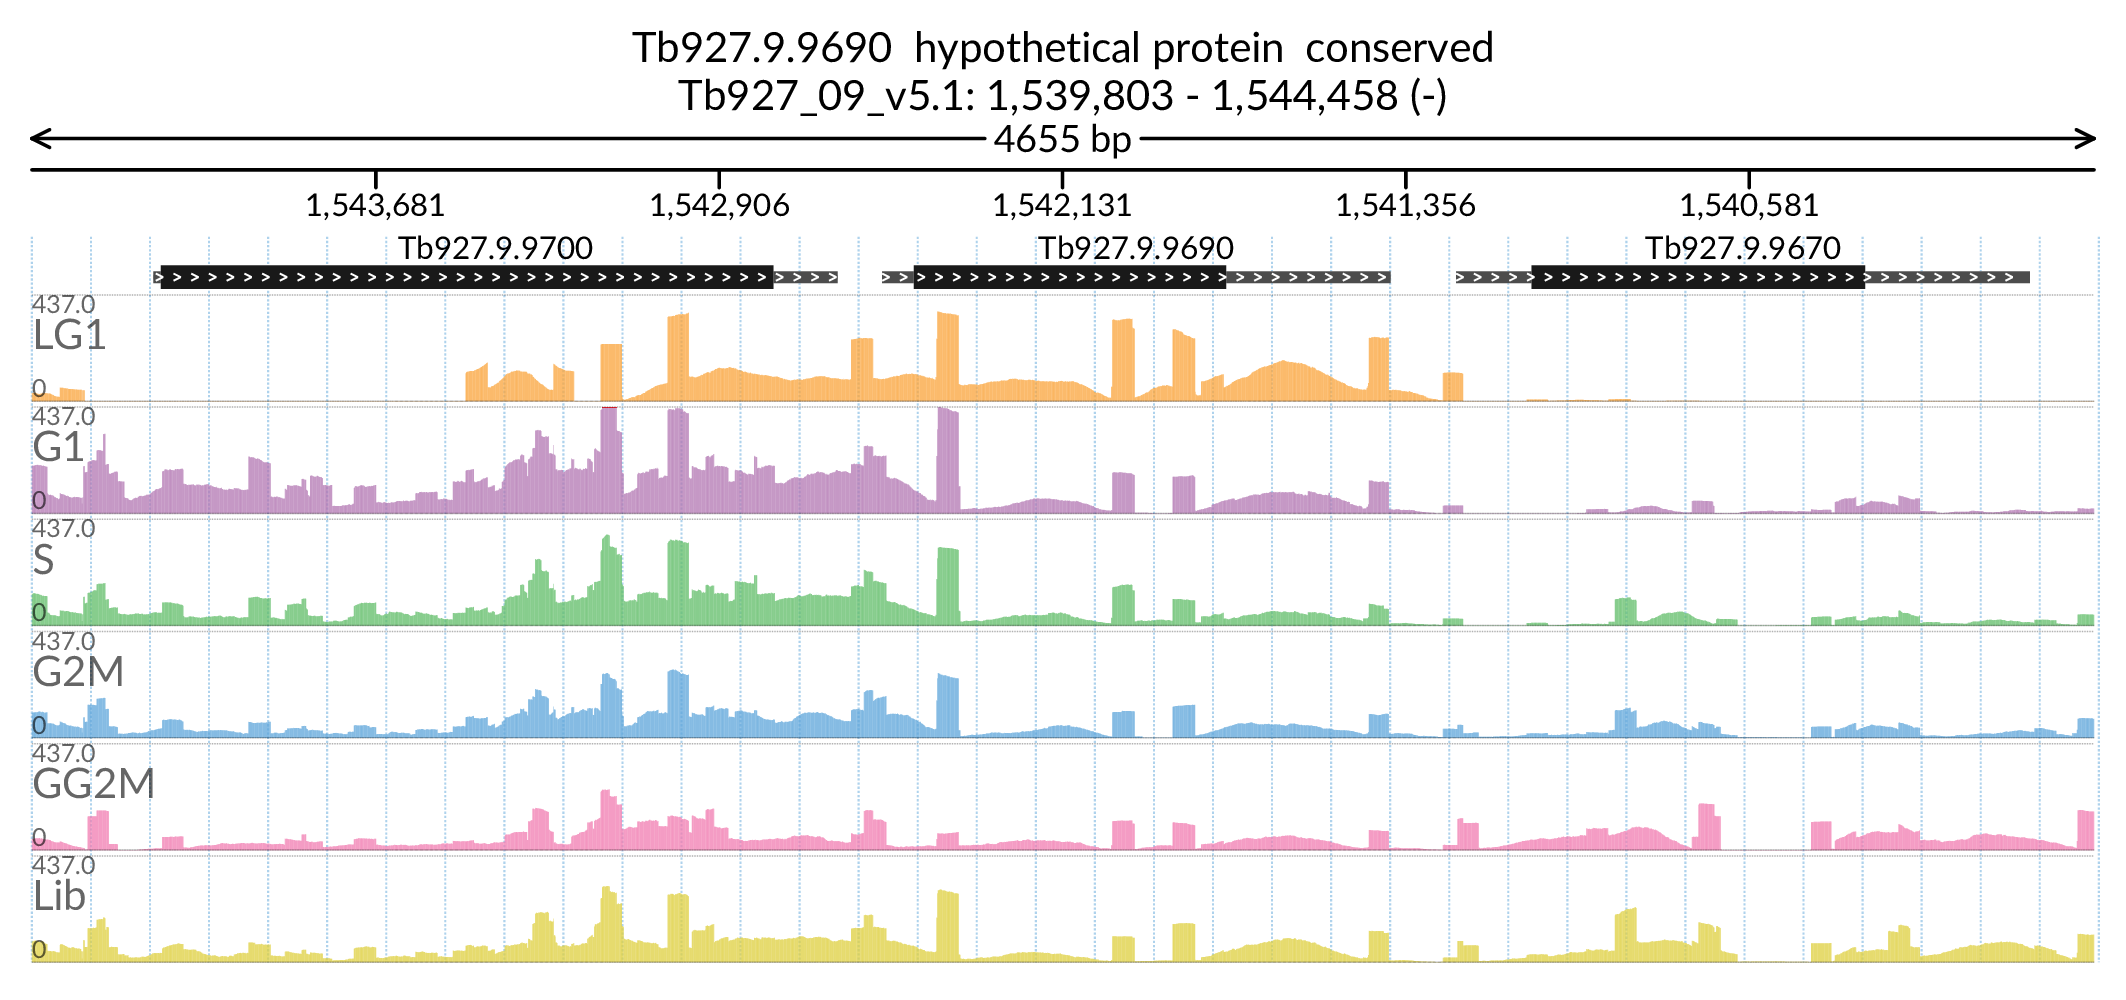 Tb927.9.9690  hypothetical protein  conserved
Tb927_09_v5.1: 1,539,803 - 1,544,458 (-)
4655 bp
1,543,681 1,542,906 1,542,131 1,541,356 1,540,581
Tb927.9.9700 Tb927.9.9690 Tb927.9.9670
437.0
LG1
0
437.0
G1
0
437.0
S
0
437.0
G2M
0
437.0
GG2M
0
437.0
Lib
0